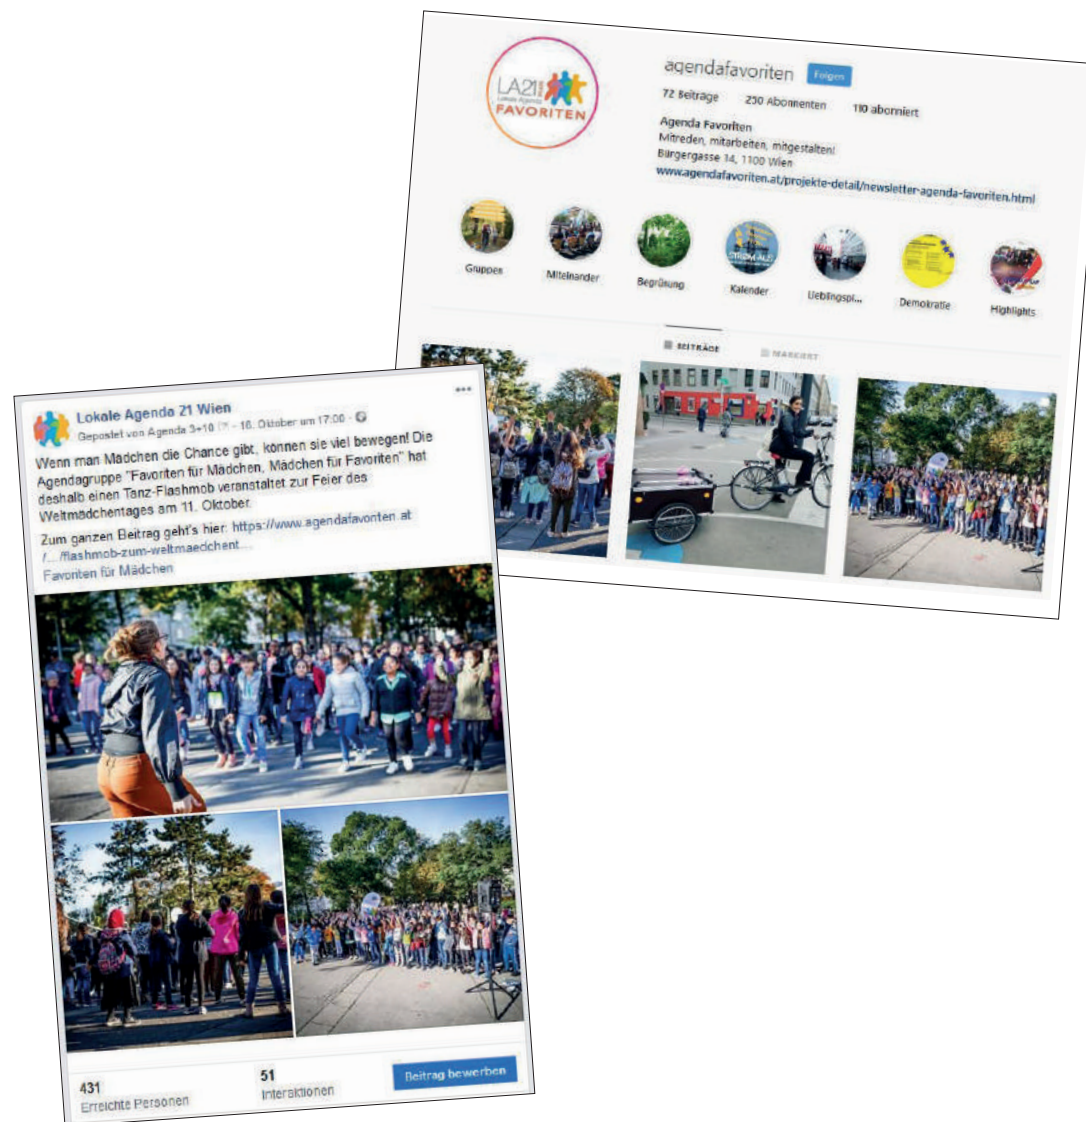 LA21
Lokale Agenda
FAVORITEN
agendafavoriten Folgen
72 Beiträge 230 Abonnenten 110 abonniert
Agenda Favoriten
Mitreden, mitarbeiten, mitgestalten!
Bürgergasse 14, 1100 Wien
www.agendafavoriten.at/projekte-detail/newsletter-agenda-favoriten.html
STROM AUS
Gruppen Miteinander Begrünung Kalender Lieblingspl... Demokratie Highlights
BEITRÄGE MARKIERT
Lokale Agenda 21 Wien
Gepostet von Agenda 3+10 - 16. Oktober um 17:00 ·
Wenn man Mädchen die Chance gibt, können sie viel bewegen! Die
Agendagruppe "Favoriten für Mädchen, Mädchen für Favoriten" hat
deshalb einen Tanz-Flashmob veranstaltet zur Feier des
Weltmädchentages am 11. Oktober.
Zum ganzen Beitrag geht's hier: https://www.agendafavoriten.at
/.../flashmob-zum-weltmaedchent...
Favoriten für Mädchen
431 51 Beitrag bewerben
Erreichte Personen Interaktionen